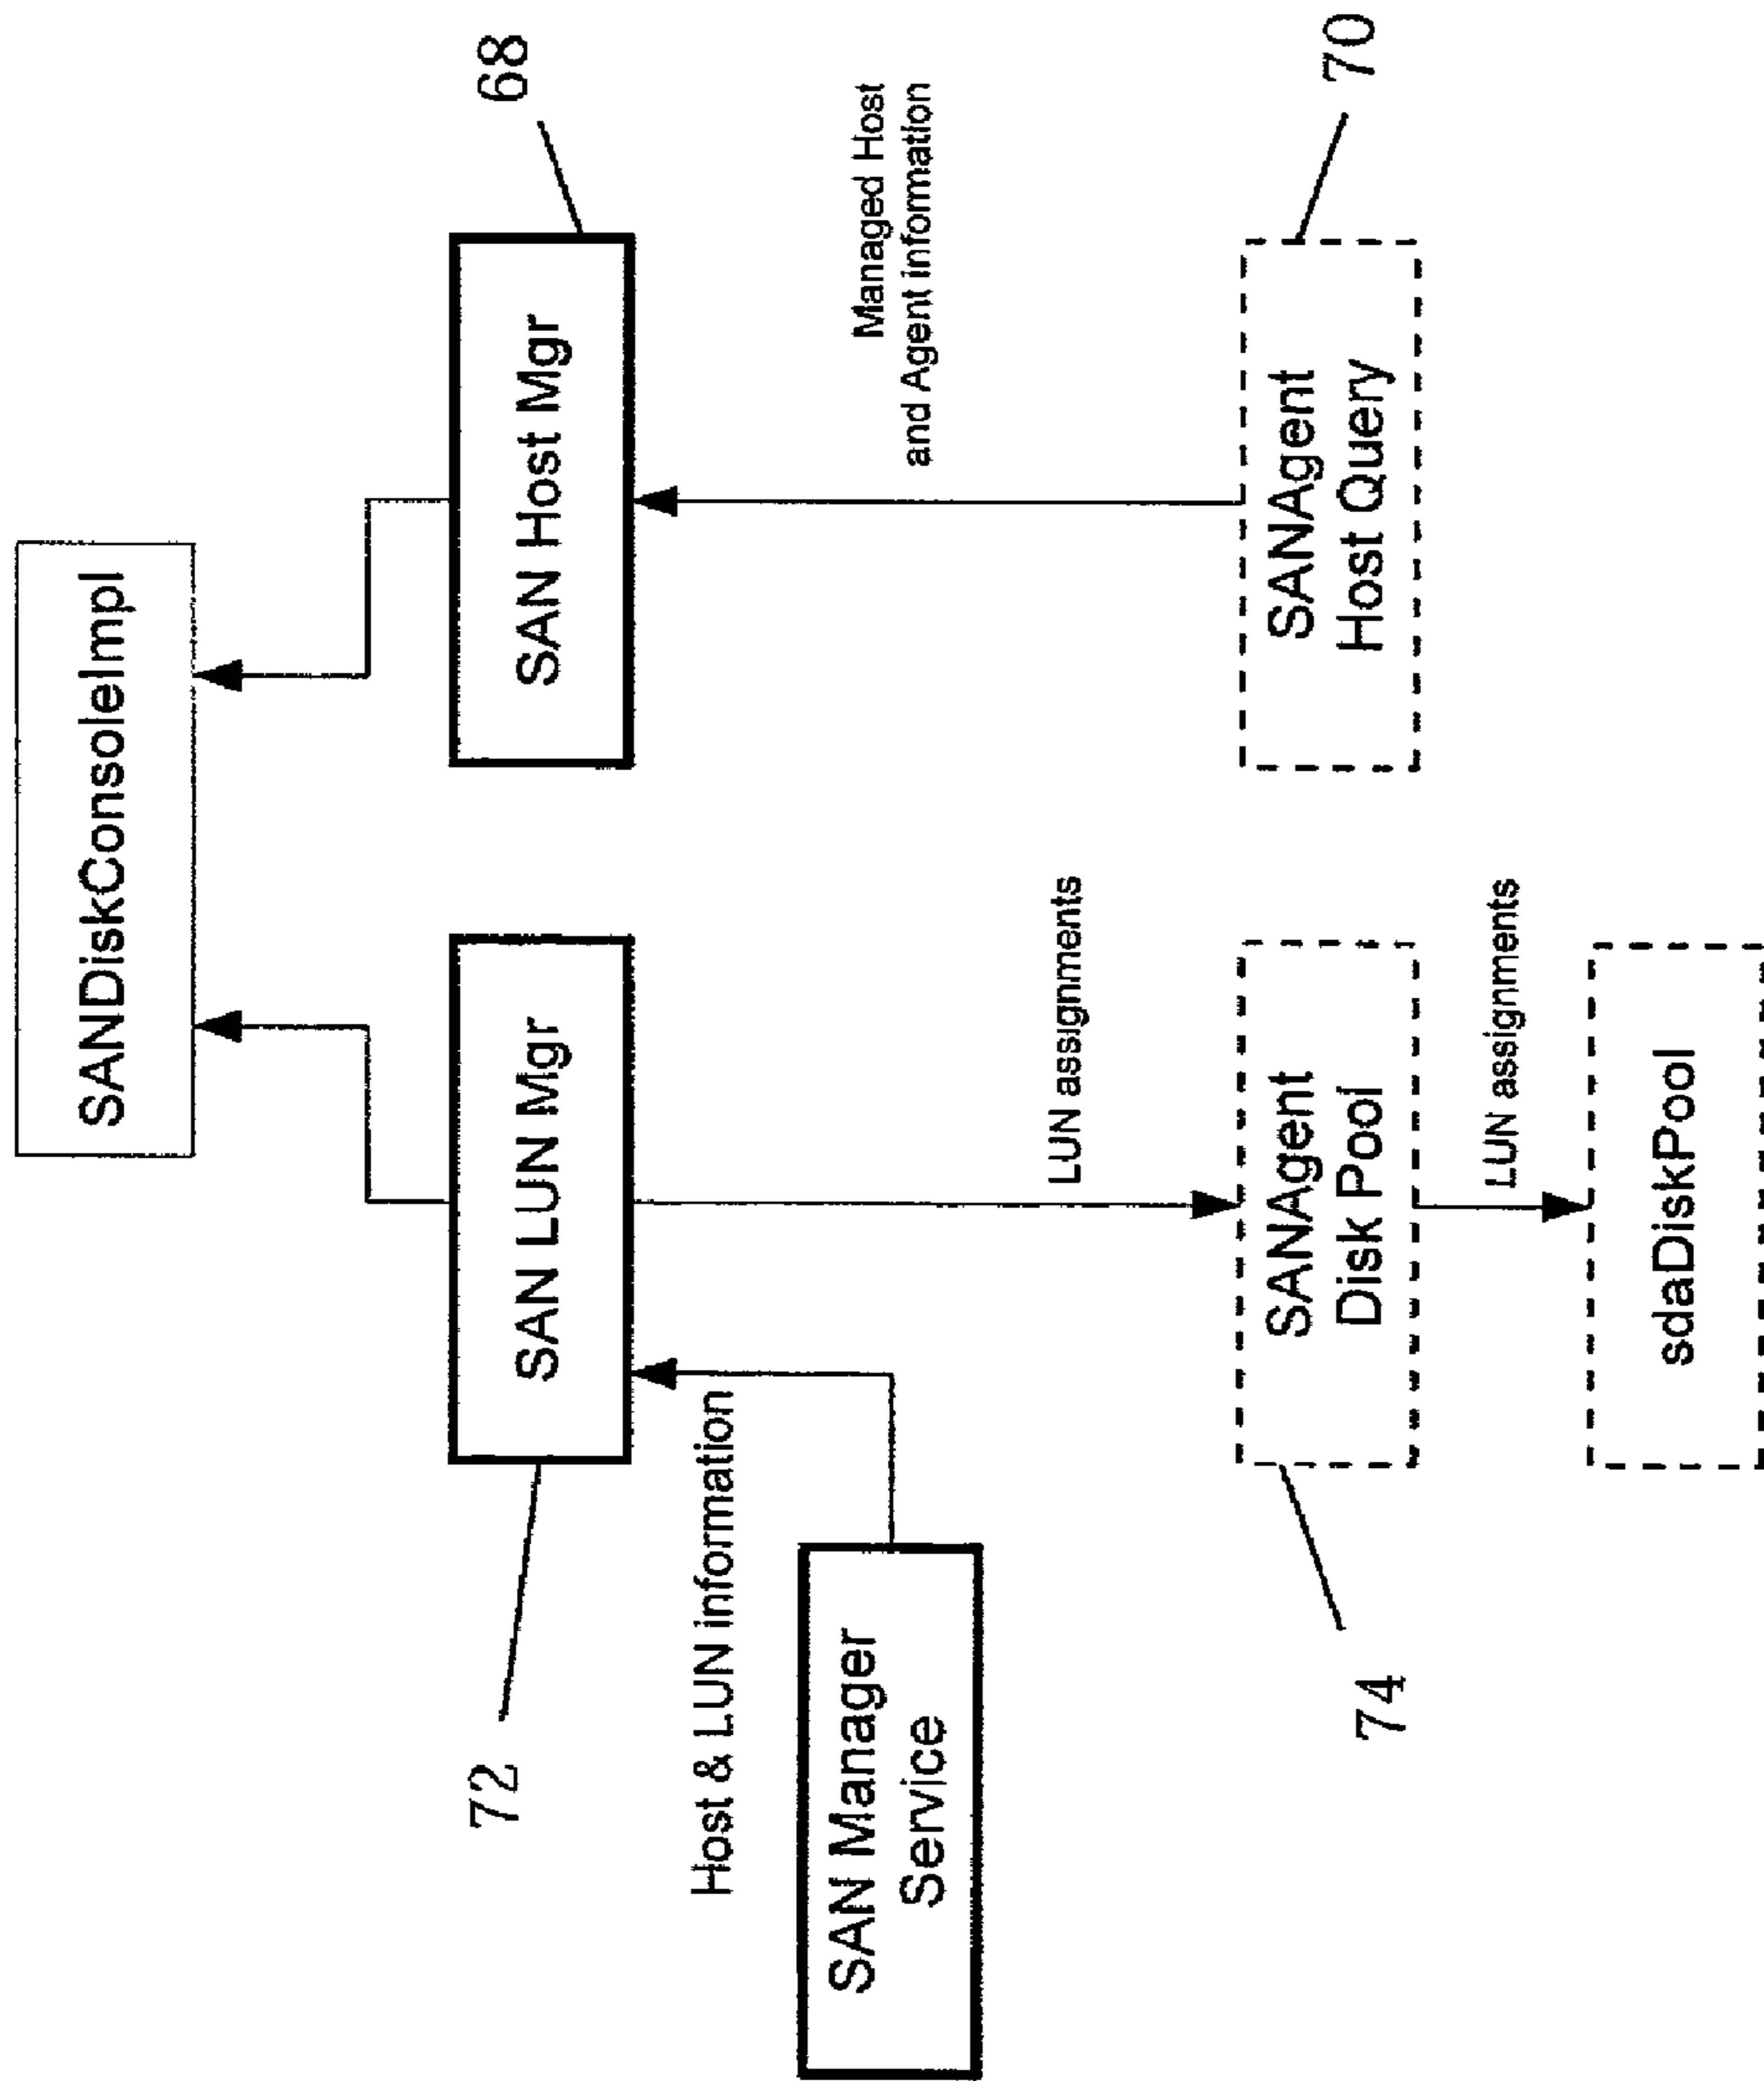 SANDiskConsoleImpl
72
SAN LUN Mgr
SAN Host Mgr
68
Host & LUN information
SAN Manager
Service
Managed Host
and Agent information
LUN assignments
74
SANAgent
Disk Pool
SANAgent
Host Query
70
LUN assignments
sdaDiskPool